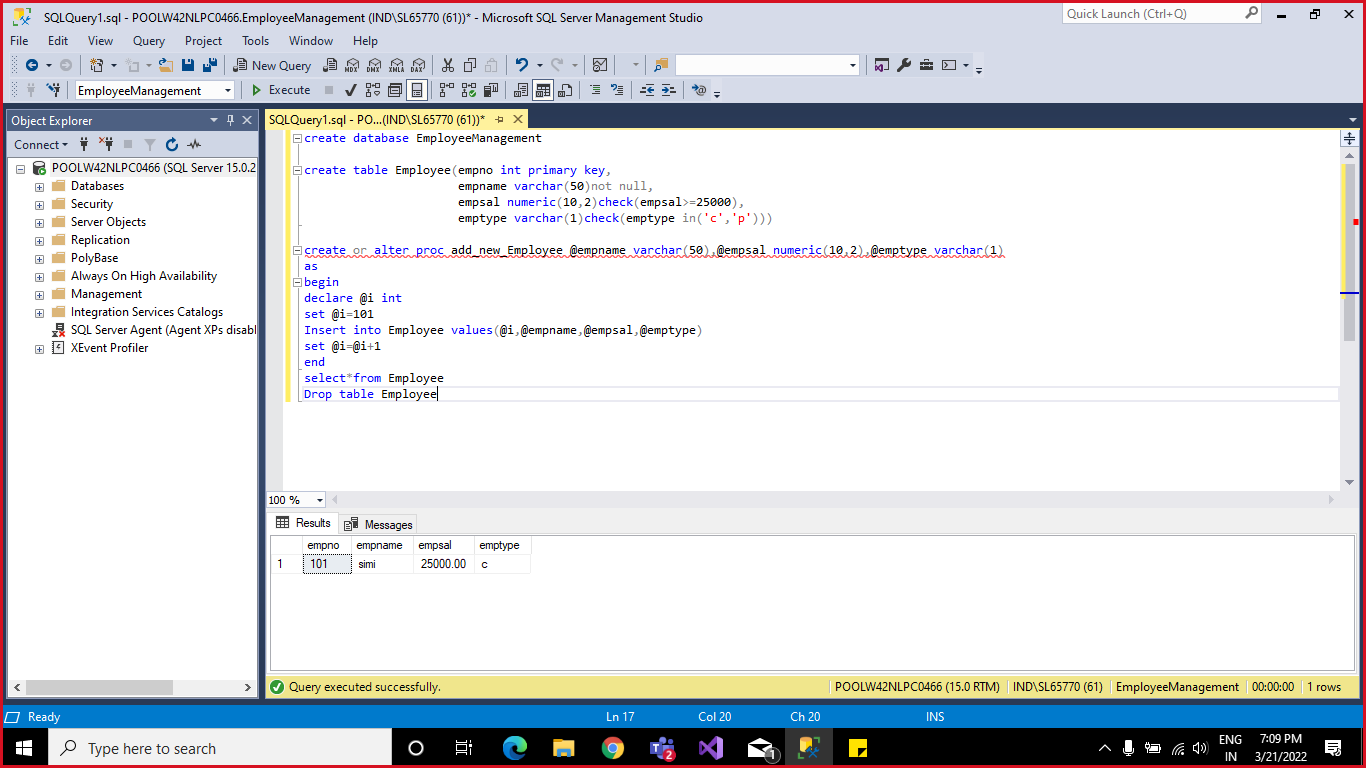 SQLQuery1.sql - POOLW42NLPC0466.EmployeeManagement (IND\SL65770 (61))* - Microsoft SQL Server Management Studio
Quick Launch (Ctrl+Q)
File Edit View Query Project Tools Window Help
New Query
MDX DMX XMLA DAX
EmployeeManagement
Execute
Object Explorer
Connect
POOLW42NLPC0466 (SQL Server 15.0.2
Databases
Security
Server Objects
Replication
PolyBase
Always On High Availability
Management
Integration Services Catalogs
SQL Server Agent (Agent XPs disabl
XEvent Profiler
SQLQuery1.sql - PO...(IND\SL65770 (61))*
create database EmployeeManagement
create table Employee(empno int primary key,
empname varchar(50)not null,
empsal numeric(10,2)check(empsal>=25000),
emptype varchar(1)check(emptype in('c','p')))
create or alter proc add_new_Employee @empname varchar(50),@empsal numeric(10,2),@emptype varchar(1)
as
begin
declare @i int
set @i=101
Insert into Employee values(@i,@empname,@empsal,@emptype)
set @i=@i+1
end
select*from Employee
Drop table Employee
100 %
Results Messages
empno empname empsal emptype
1 101 simi 25000.00 c
Query executed successfully.
POOLW42NLPC0466 (15.0 RTM) IND\SL65770 (61) EmployeeManagement 00:00:00 1 rows
Ready
Ln 17 Col 20 Ch 20 INS
Type here to search
2
1
ENG
IN
7:09 PM
3/21/2022